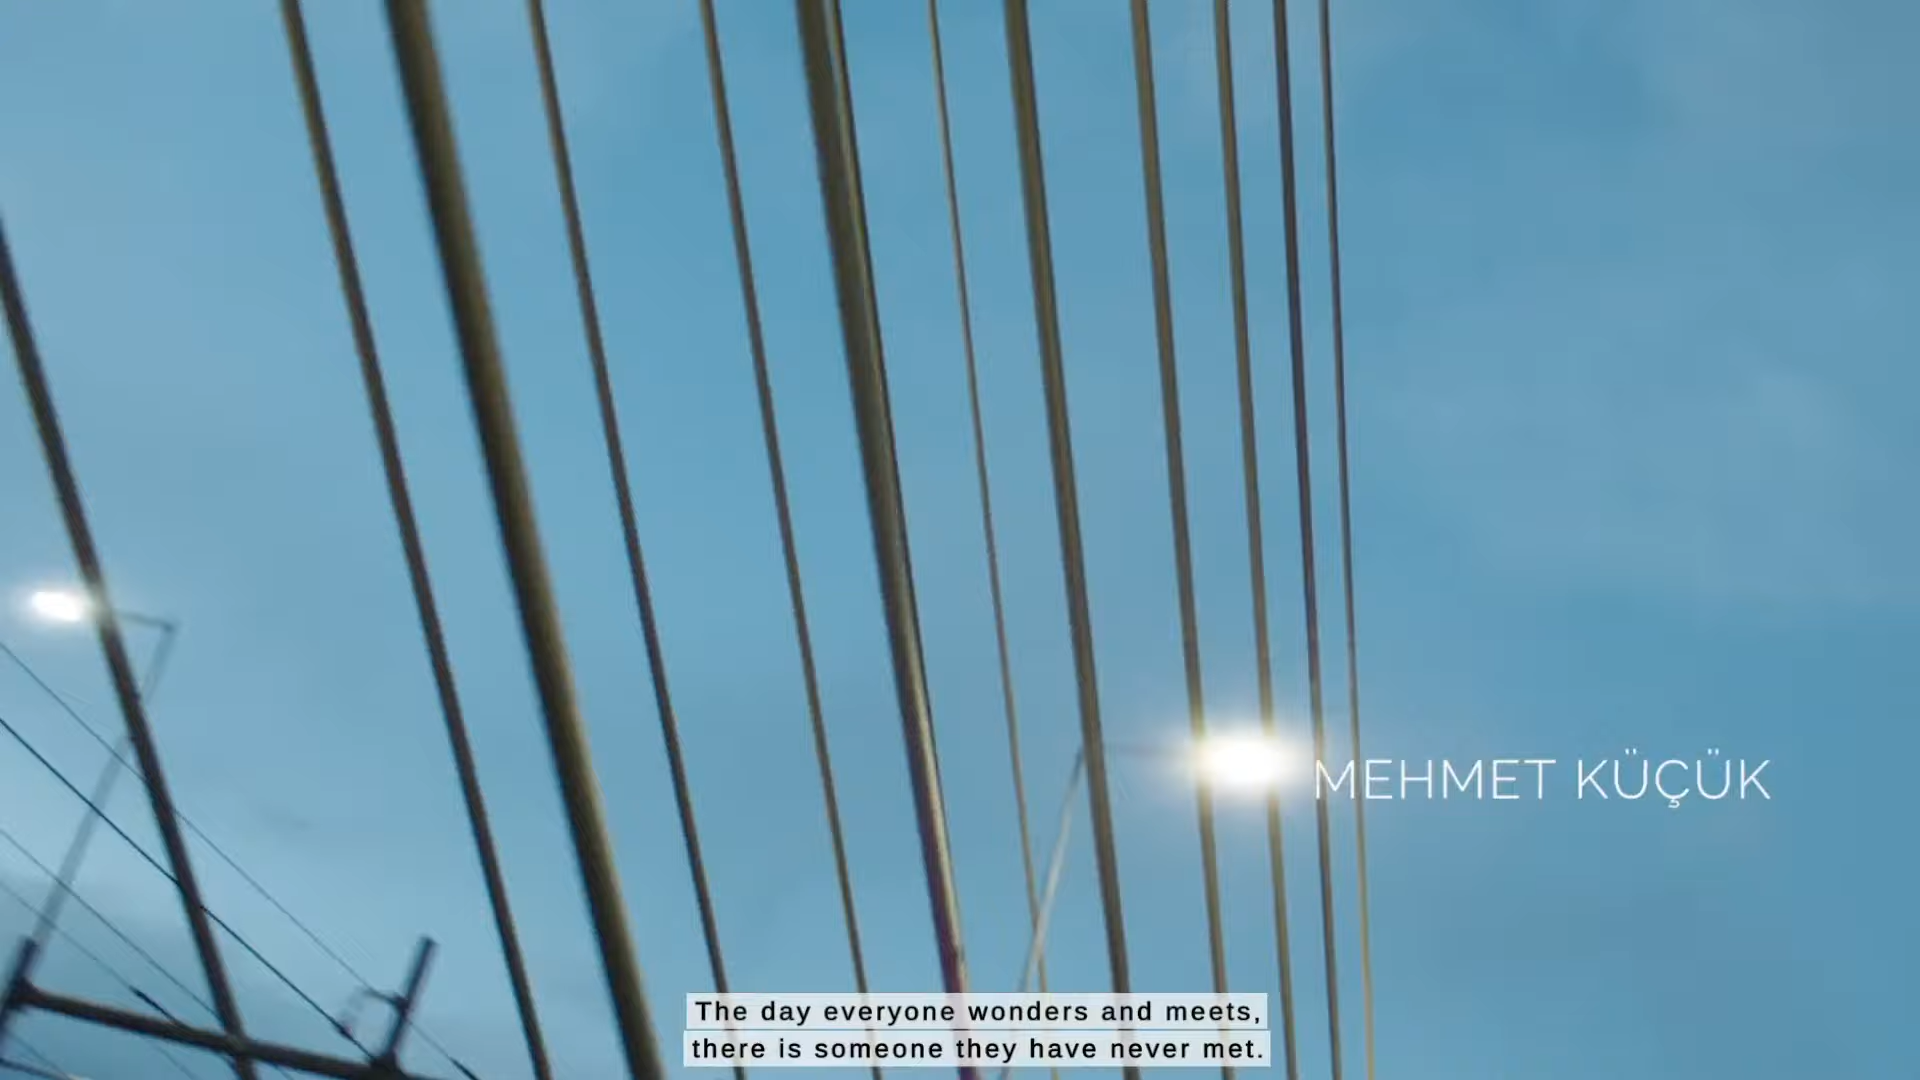 MEHMET KÜÇÜK
The day everyone wonders and meets,
there is someone they have never met.